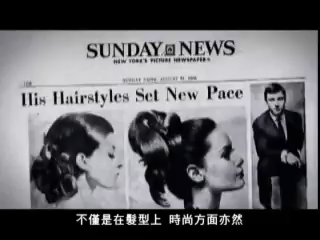 SUNDAY NEWS
NEW YORK'S PICTURE NEWSPAPER
His Hairstyles Set New Pace
不僅是在髮型上 時尚方面亦然